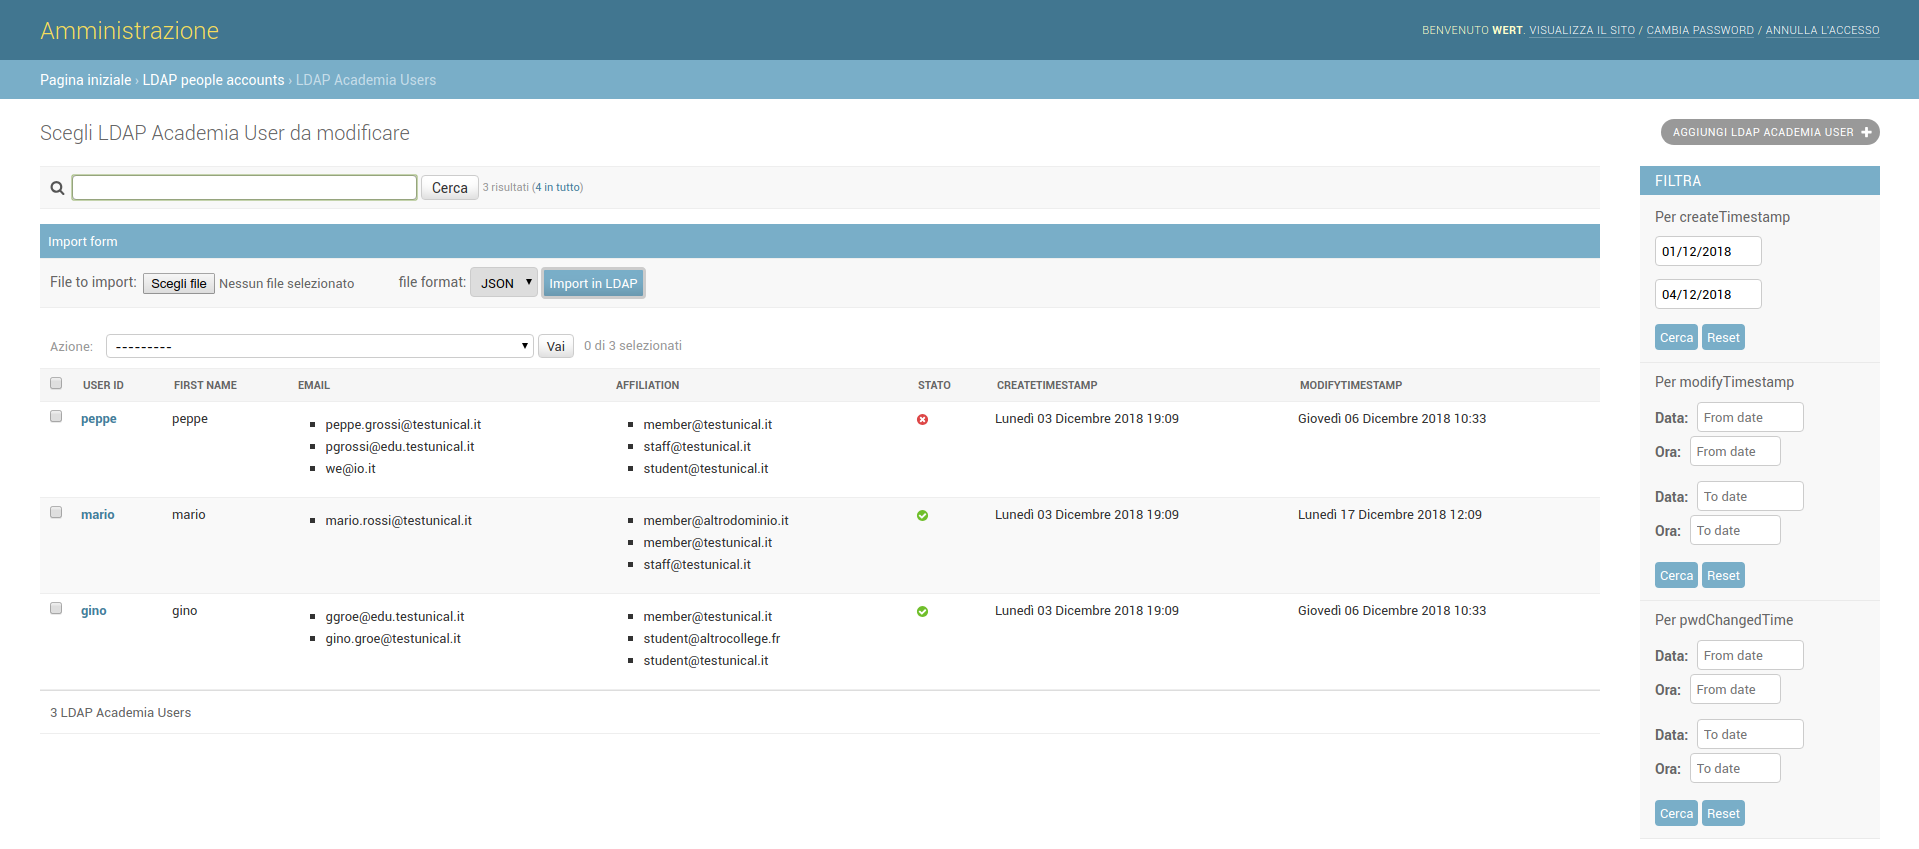 Amministrazione
BENVENUTO WERT. VISUALIZZA IL SITO / CAMBIA PASSWORD / ANNULLA L'ACCESSO
Pagina iniziale › LDAP people accounts › LDAP Academia Users
Scegli LDAP Academia User da modificare
AGGIUNGI LDAP ACADEMIA USER
Cerca 3 risultati (4 in tutto)
Import form
File to import: Scegli file Nessun file selezionato file format: JSON Import in LDAP
Azione: --------- Vai 0 di 3 selezionati
USER ID FIRST NAME EMAIL AFFILIATION STATO CREATETIMESTAMP MODIFYTIMESTAMP
peppe peppe peppe.grossi@testunical.it member@testunical.it Lunedì 03 Dicembre 2018 19:09 Giovedì 06 Dicembre 2018 10:33
pgrossi@edu.testunical.it staff@testunical.it
we@io.it student@testunical.it
mario mario mario.rossi@testunical.it member@altrodominio.it Lunedì 03 Dicembre 2018 19:09 Lunedì 17 Dicembre 2018 12:09
member@testunical.it
staff@testunical.it
gino gino ggroe@edu.testunical.it member@testunical.it Lunedì 03 Dicembre 2018 19:09 Giovedì 06 Dicembre 2018 10:33
gino.groe@testunical.it student@altrocollege.fr
student@testunical.it
3 LDAP Academia Users
FILTRA
Per createTimestamp
01/12/2018
04/12/2018
Cerca Reset
Per modifyTimestamp
Data: From date
Ora: From date
Data: To date
Ora: To date
Cerca Reset
Per pwdChangedTime
Data: From date
Ora: From date
Data: To date
Ora: To date
Cerca Reset